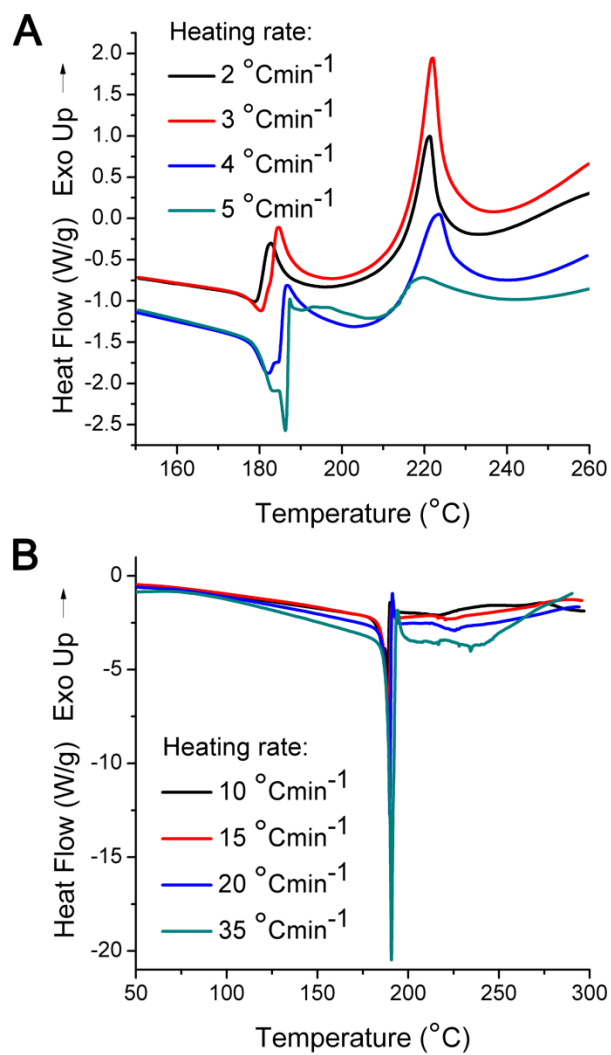 A
Heating rate:
2 °Cmin-1
3 °Cmin-1
4 °Cmin-1
5 °Cmin-1
Heat Flow (W/g) Exo Up →
2.0
1.5
1.0
0.5
0.0
-0.5
-1.0
-1.5
-2.0
-2.5
160 180 200 220 240 260
Temperature (°C)
B
Heat Flow (W/g) Exo Up →
0
-5
-10
-15
-20
Heating rate:
10 °Cmin-1
15 °Cmin-1
20 °Cmin-1
35 °Cmin-1
50 100 150 200 250 300
Temperature (°C)